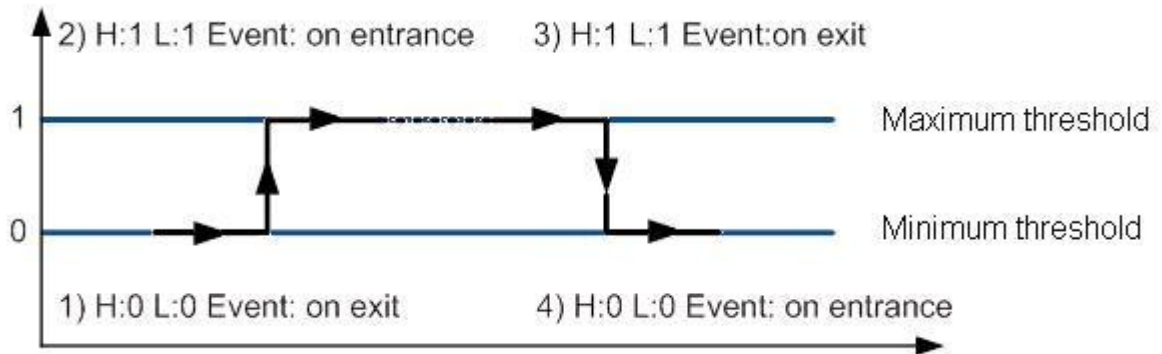 2) H:1 L:1 Event: on entrance 3) H:1 L:1 Event:on exit
1 Maximum threshold
0 Minimum threshold
1) H:0 L:0 Event: on exit 4) H:0 L:0 Event: on entrance